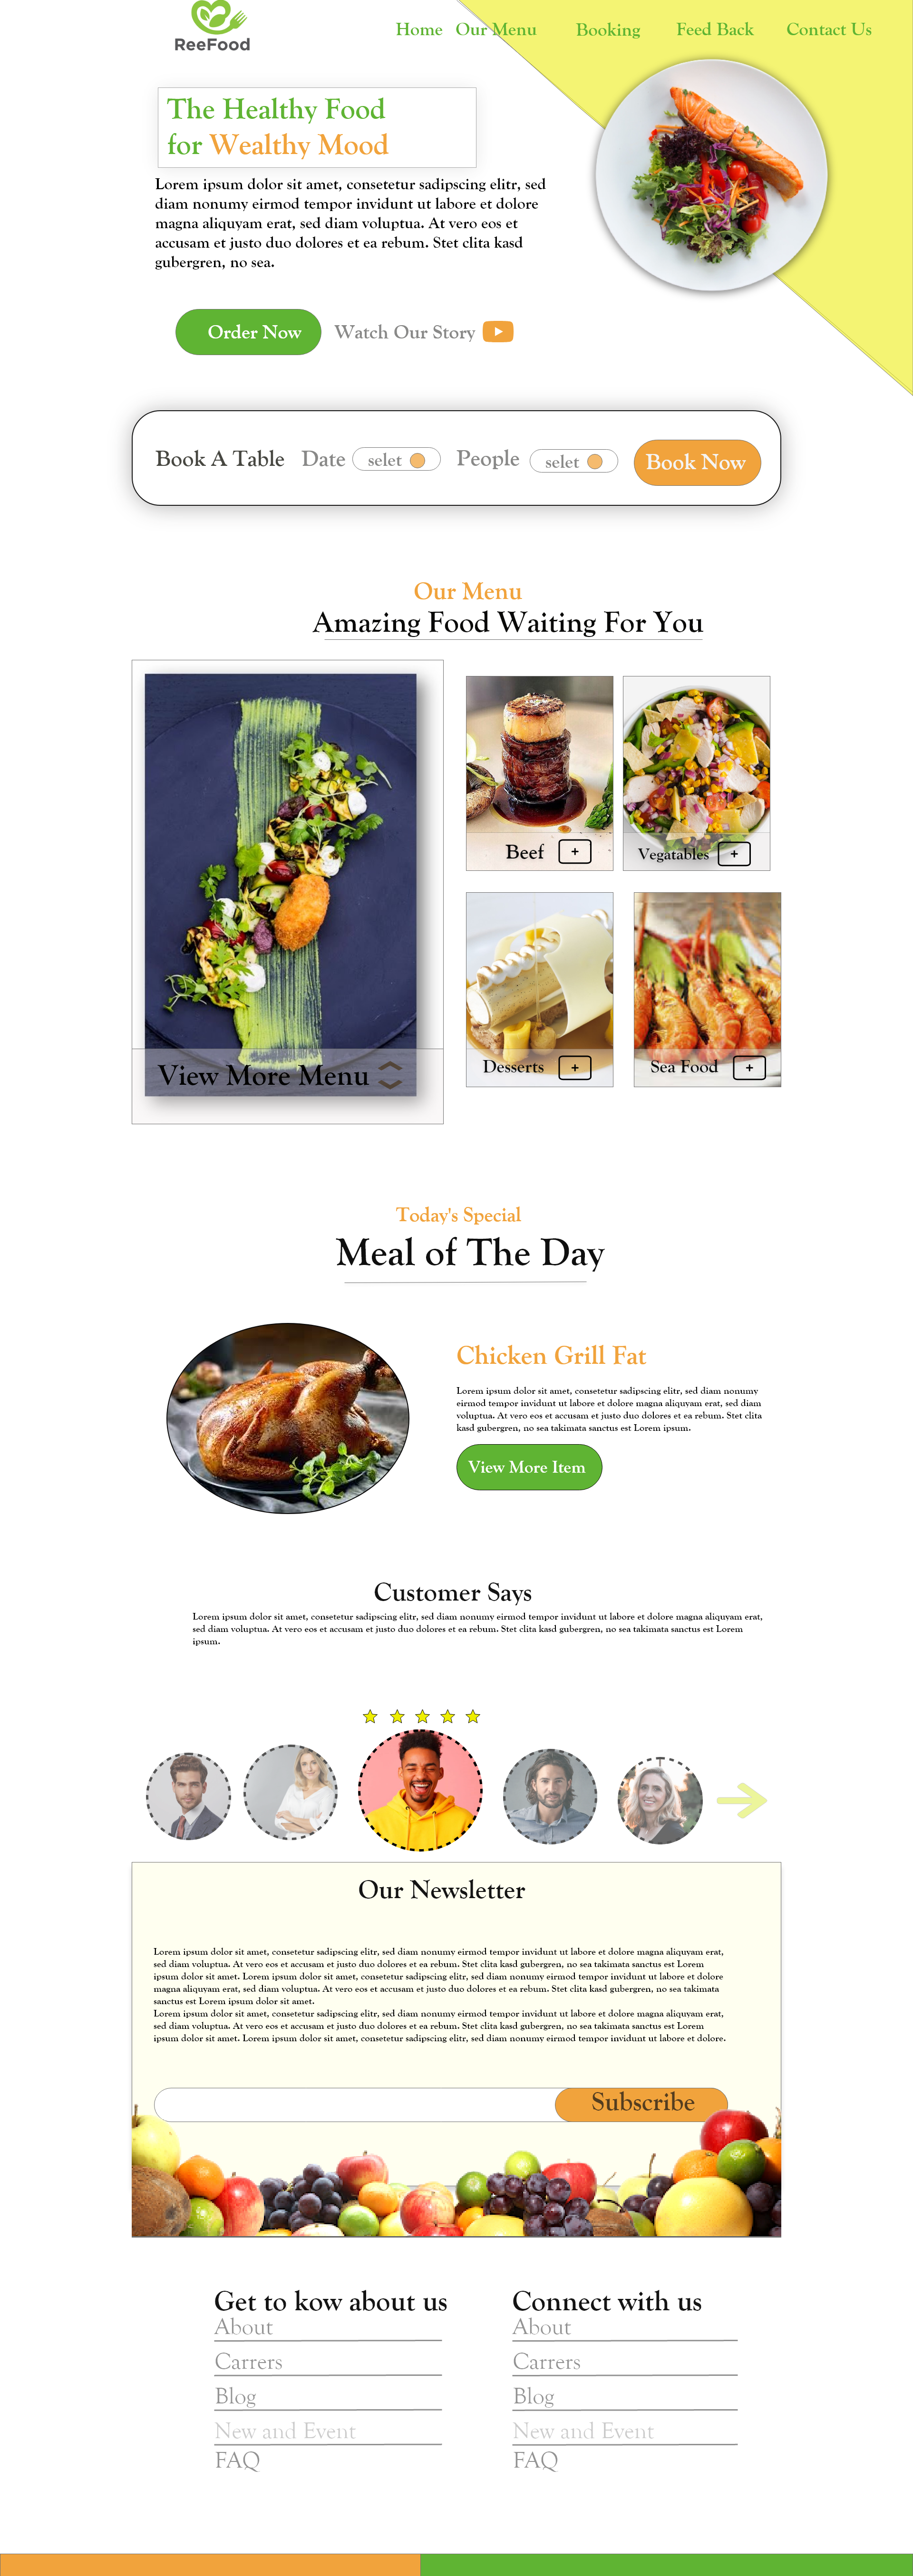 ReeFood
Home Our Menu Booking Feed Back Contact Us
The Healthy Food
for Wealthy Mood
Lorem ipsum dolor sit amet, consetetur sadipscing elitr, sed
diam nonumy eirmod tempor invidunt ut labore et dolore
magna aliquyam erat, sed diam voluptua. At vero eos et
accusam et justo duo dolores et ea rebum. Stet clita kasd
gubergren, no sea.
Order Now Watch Our Story
Book A Table Date selet People selet Book Now
Our Menu
Amazing Food Waiting For You
Beef +
Vegatables +
Desserts +
Sea Food +
View More Menu
Today's Special
Meal of The Day
Chicken Grill Fat
Lorem ipsum dolor sit amet, consetetur sadipscing elitr, sed diam nonumy
eirmod tempor invidunt ut labore et dolore magna aliquyam erat, sed diam
voluptua. At vero eos et accusam et justo duo dolores et ea rebum. Stet clita
kasd gubergren, no sea takimata sanctus est Lorem ipsum.
View More Item
Customer Says
Lorem ipsum dolor sit amet, consetetur sadipscing elitr, sed diam nonumy eirmod tempor invidunt ut labore et dolore magna aliquyam erat,
sed diam voluptua. At vero eos et accusam et justo duo dolores et ea rebum. Stet clita kasd gubergren, no sea takimata sanctus est Lorem
ipsum.
Our Newsletter
Lorem ipsum dolor sit amet, consetetur sadipscing elitr, sed diam nonumy eirmod tempor invidunt ut labore et dolore magna aliquyam erat,
sed diam voluptua. At vero eos et accusam et justo duo dolores et ea rebum. Stet clita kasd gubergren, no sea takimata sanctus est Lorem
ipsum dolor sit amet. Lorem ipsum dolor sit amet, consetetur sadipscing elitr, sed diam nonumy eirmod tempor invidunt ut labore et dolore
magna aliquyam erat, sed diam voluptua. At vero eos et accusam et justo duo dolores et ea rebum. Stet clita kasd gubergren, no sea takimata
sanctus est Lorem ipsum dolor sit amet.
Lorem ipsum dolor sit amet, consetetur sadipscing elitr, sed diam nonumy eirmod tempor invidunt ut labore et dolore magna aliquyam erat,
sed diam voluptua. At vero eos et accusam et justo duo dolores et ea rebum. Stet clita kasd gubergren, no sea takimata sanctus est Lorem
ipsum dolor sit amet. Lorem ipsum dolor sit amet, consetetur sadipscing elitr, sed diam nonumy eirmod tempor invidunt ut labore et dolore.
Subscribe
Get to kow about us
About
Carrers
Blog
New and Event
FAQ
Connect with us
About
Carrers
Blog
New and Event
FAQ